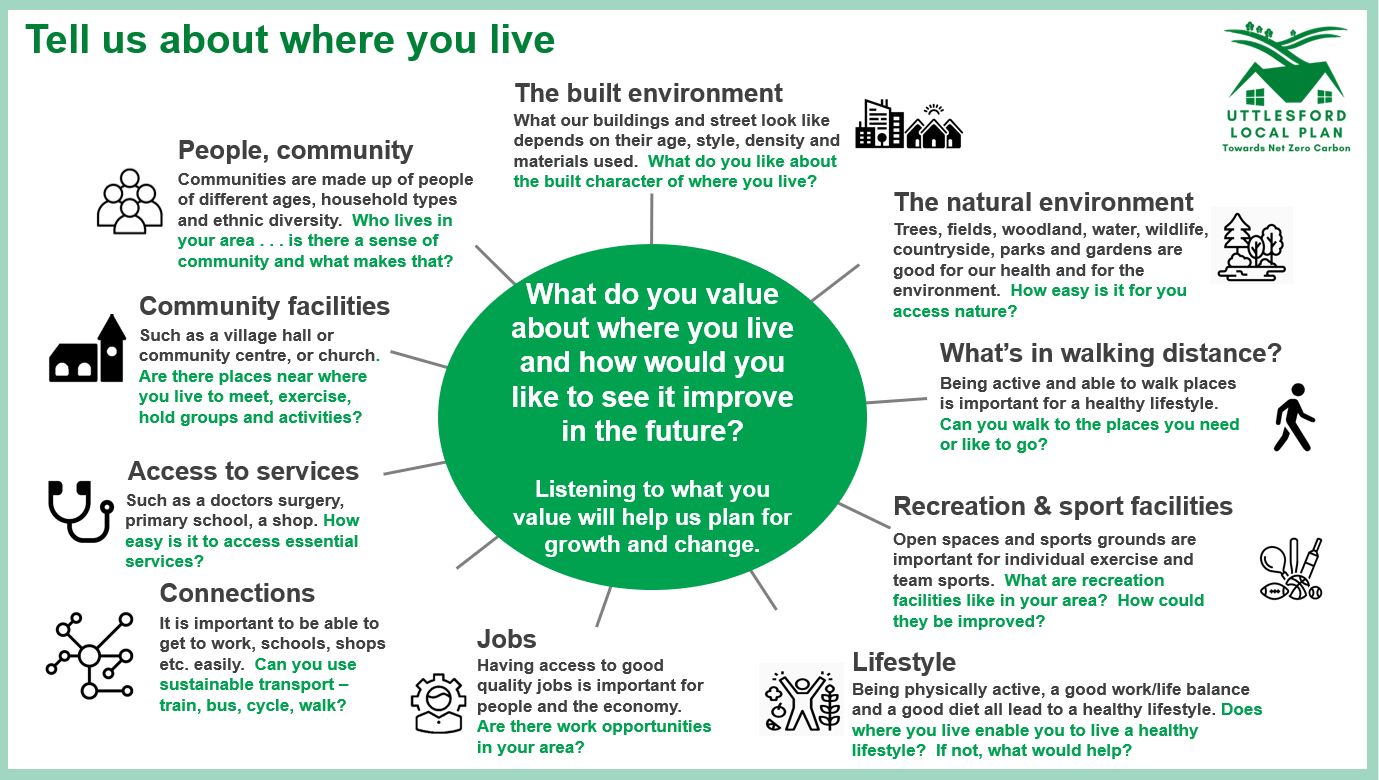 Tell us about where you live
UTTLESFORD
LOCAL PLAN
Towards Net Zero Carbon
The built environment
What our buildings and street look like
depends on their age, style, density and
materials used.  What do you like about
the built character of where you live?
People, community
Communities are made up of people
of different ages, household types
and ethnic diversity.  Who lives in
your area . . . is there a sense of
community and what makes that?
The natural environment
Trees, fields, woodland, water, wildlife,
countryside, parks and gardens are
good for our health and for the
environment.  How easy is it for you
access nature?
Community facilities
Such as a village hall or
community centre, or church.
Are there places near where
you live to meet, exercise,
hold groups and activities?
What do you value
about where you live
and how would you
like to see it improve
in the future?
Listening to what you
value will help us plan for
growth and change.
What's in walking distance?
Being active and able to walk places
is important for a healthy lifestyle.
Can you walk to the places you need
or like to go?
Access to services
Such as a doctors surgery,
primary school, a shop. How
easy is it to access essential
services?
Recreation & sport facilities
Open spaces and sports grounds are
important for individual exercise and
team sports.  What are recreation
facilities like in your area?  How could
they be improved?
Connections
It is important to be able to
get to work, schools, shops
etc. easily.  Can you use
sustainable transport –
train, bus, cycle, walk?
Jobs
Having access to good
quality jobs is important for
people and the economy.
Are there work opportunities
in your area?
Lifestyle
Being physically active, a good work/life balance
and a good diet all lead to a healthy lifestyle. Does
where you live enable you to live a healthy
lifestyle?  If not, what would help?